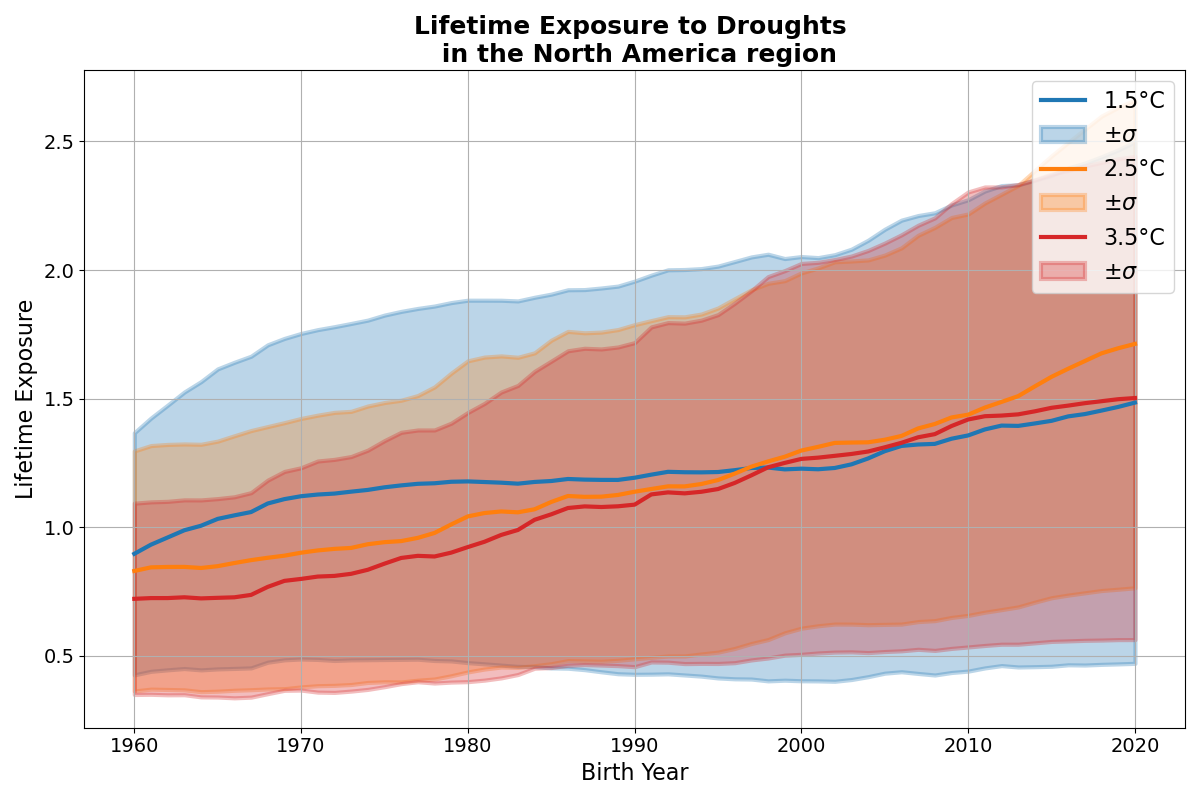 Lifetime Exposure to Droughts
in the North America region
Lifetime Exposure
2.5
2.0
1.5
1.0
0.5
1960
1970
1980
1990
2000
2010
2020
Birth Year
1.5°C
±σ
2.5°C
±σ
3.5°C
±σ